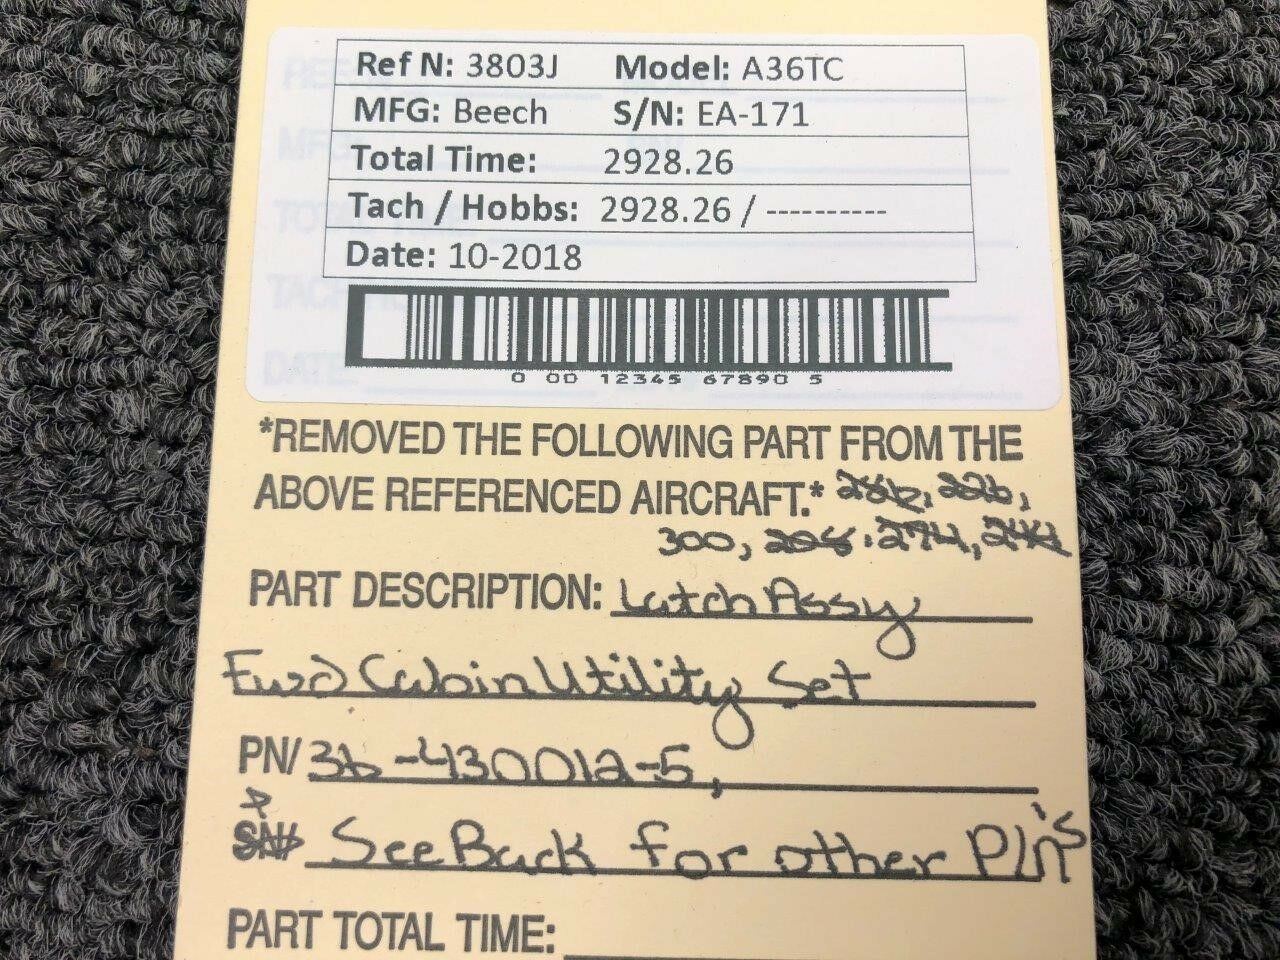 Ref N: 3803J Model: A36TC
MFG: Beech S/N: EA-171
Total Time: 2928.26
Tach / Hobbs: 2928.26 / ----------
Date: 10-2018
0 00 12345 67890 5
*REMOVED THE FOLLOWING PART FROM THE
ABOVE REFERENCED AIRCRAFT.*
300,
PART DESCRIPTION: Latch Assy
Fwd Cabin Utility Set
PN/ 36-430012-5,
See Back for other P/n's
PART TOTAL TIME: